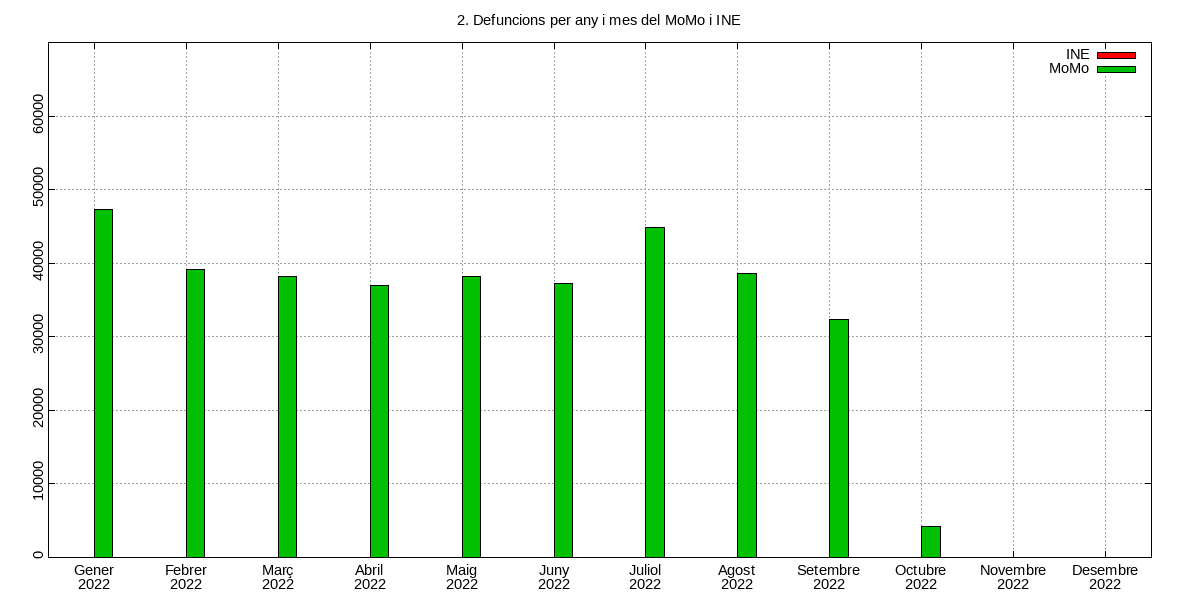 2. Defuncions per any i mes del MoMo i INE
INE
MoMo
60000
50000
40000
30000
20000
10000
0
Gener Febrer Març Abril Maig Juny Juliol Agost Setembre Octubre Novembre Desembre
2022 2022 2022 2022 2022 2022 2022 2022 2022 2022 2022 2022